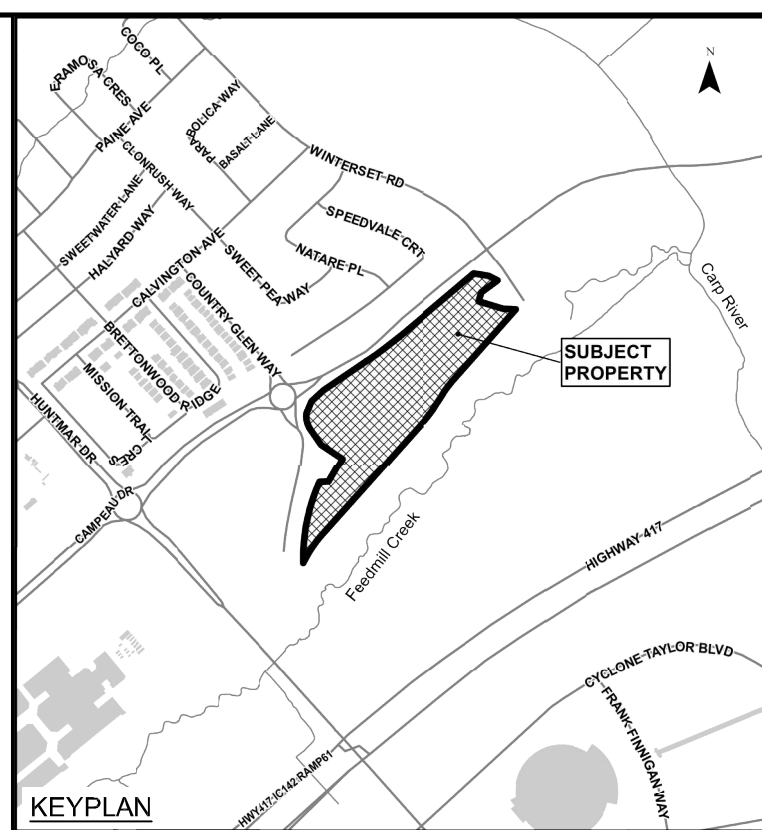 COCO PL
ERAMOSA CRES
PAINE AVE
PARABOLICA WAY
BASALT LANE
CLONRUSH WAY
N
WINTERSET RD
SWEETWATER LANE
HALYARD WAY
SPEEDVALE CRT
NATARE PL
CALVINGTON AVE
SWEET PEA WAY
COUNTRY GLEN WAY
BRETTONWOOD RIDGE
MISSION TRAIL CRES
HUNTMAR DR
CAMPEAU DR
Carp River
SUBJECT
PROPERTY
Feedmill Creek
HIGHWAY 417
CYCLONE TAYLOR BLVD
FRANK FINNIGAN WAY
HWY417 IC142 RAMP61
KEYPLAN